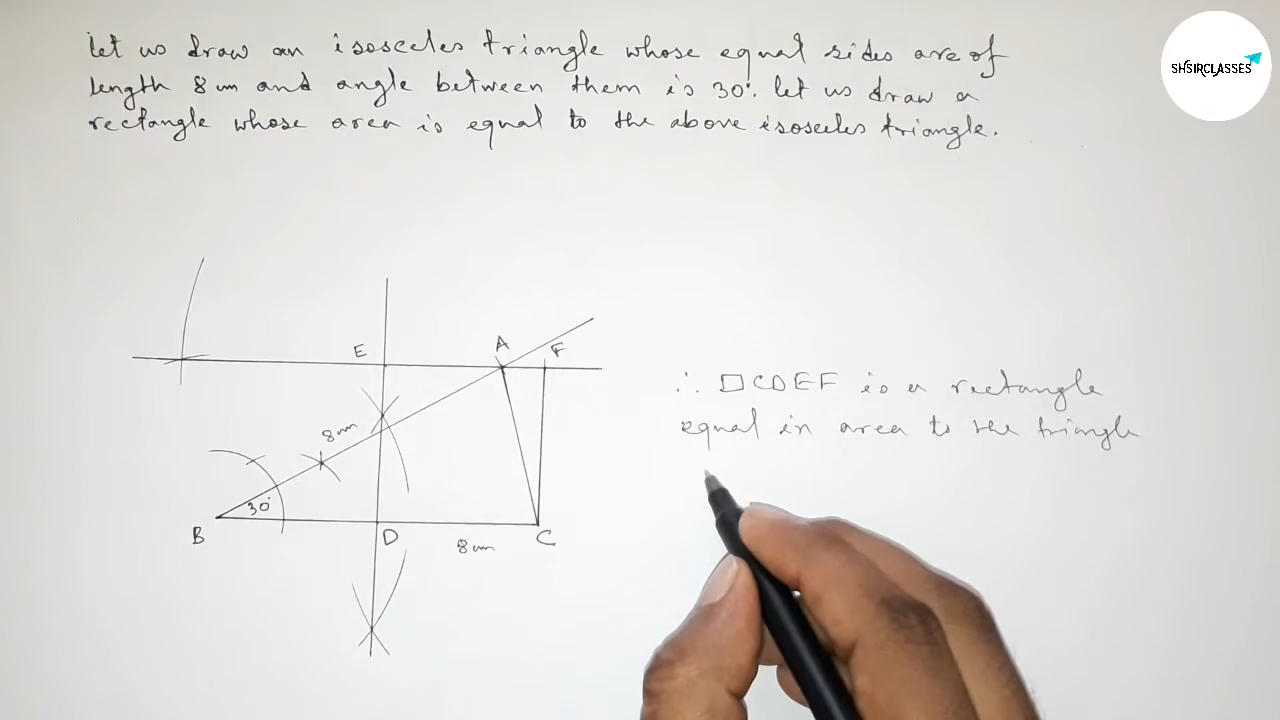 let us draw an isosceles triangle whose equal sides are of
length 8 cm and angle between them is 30°. let us draw a
rectangle whose area is equal to the above isosceles triangle.
SHSIRCLASSES
E A F
8 cm
30°
B D C
8 cm
∴ □CDEF is a rectangle
equal in area to the triangle